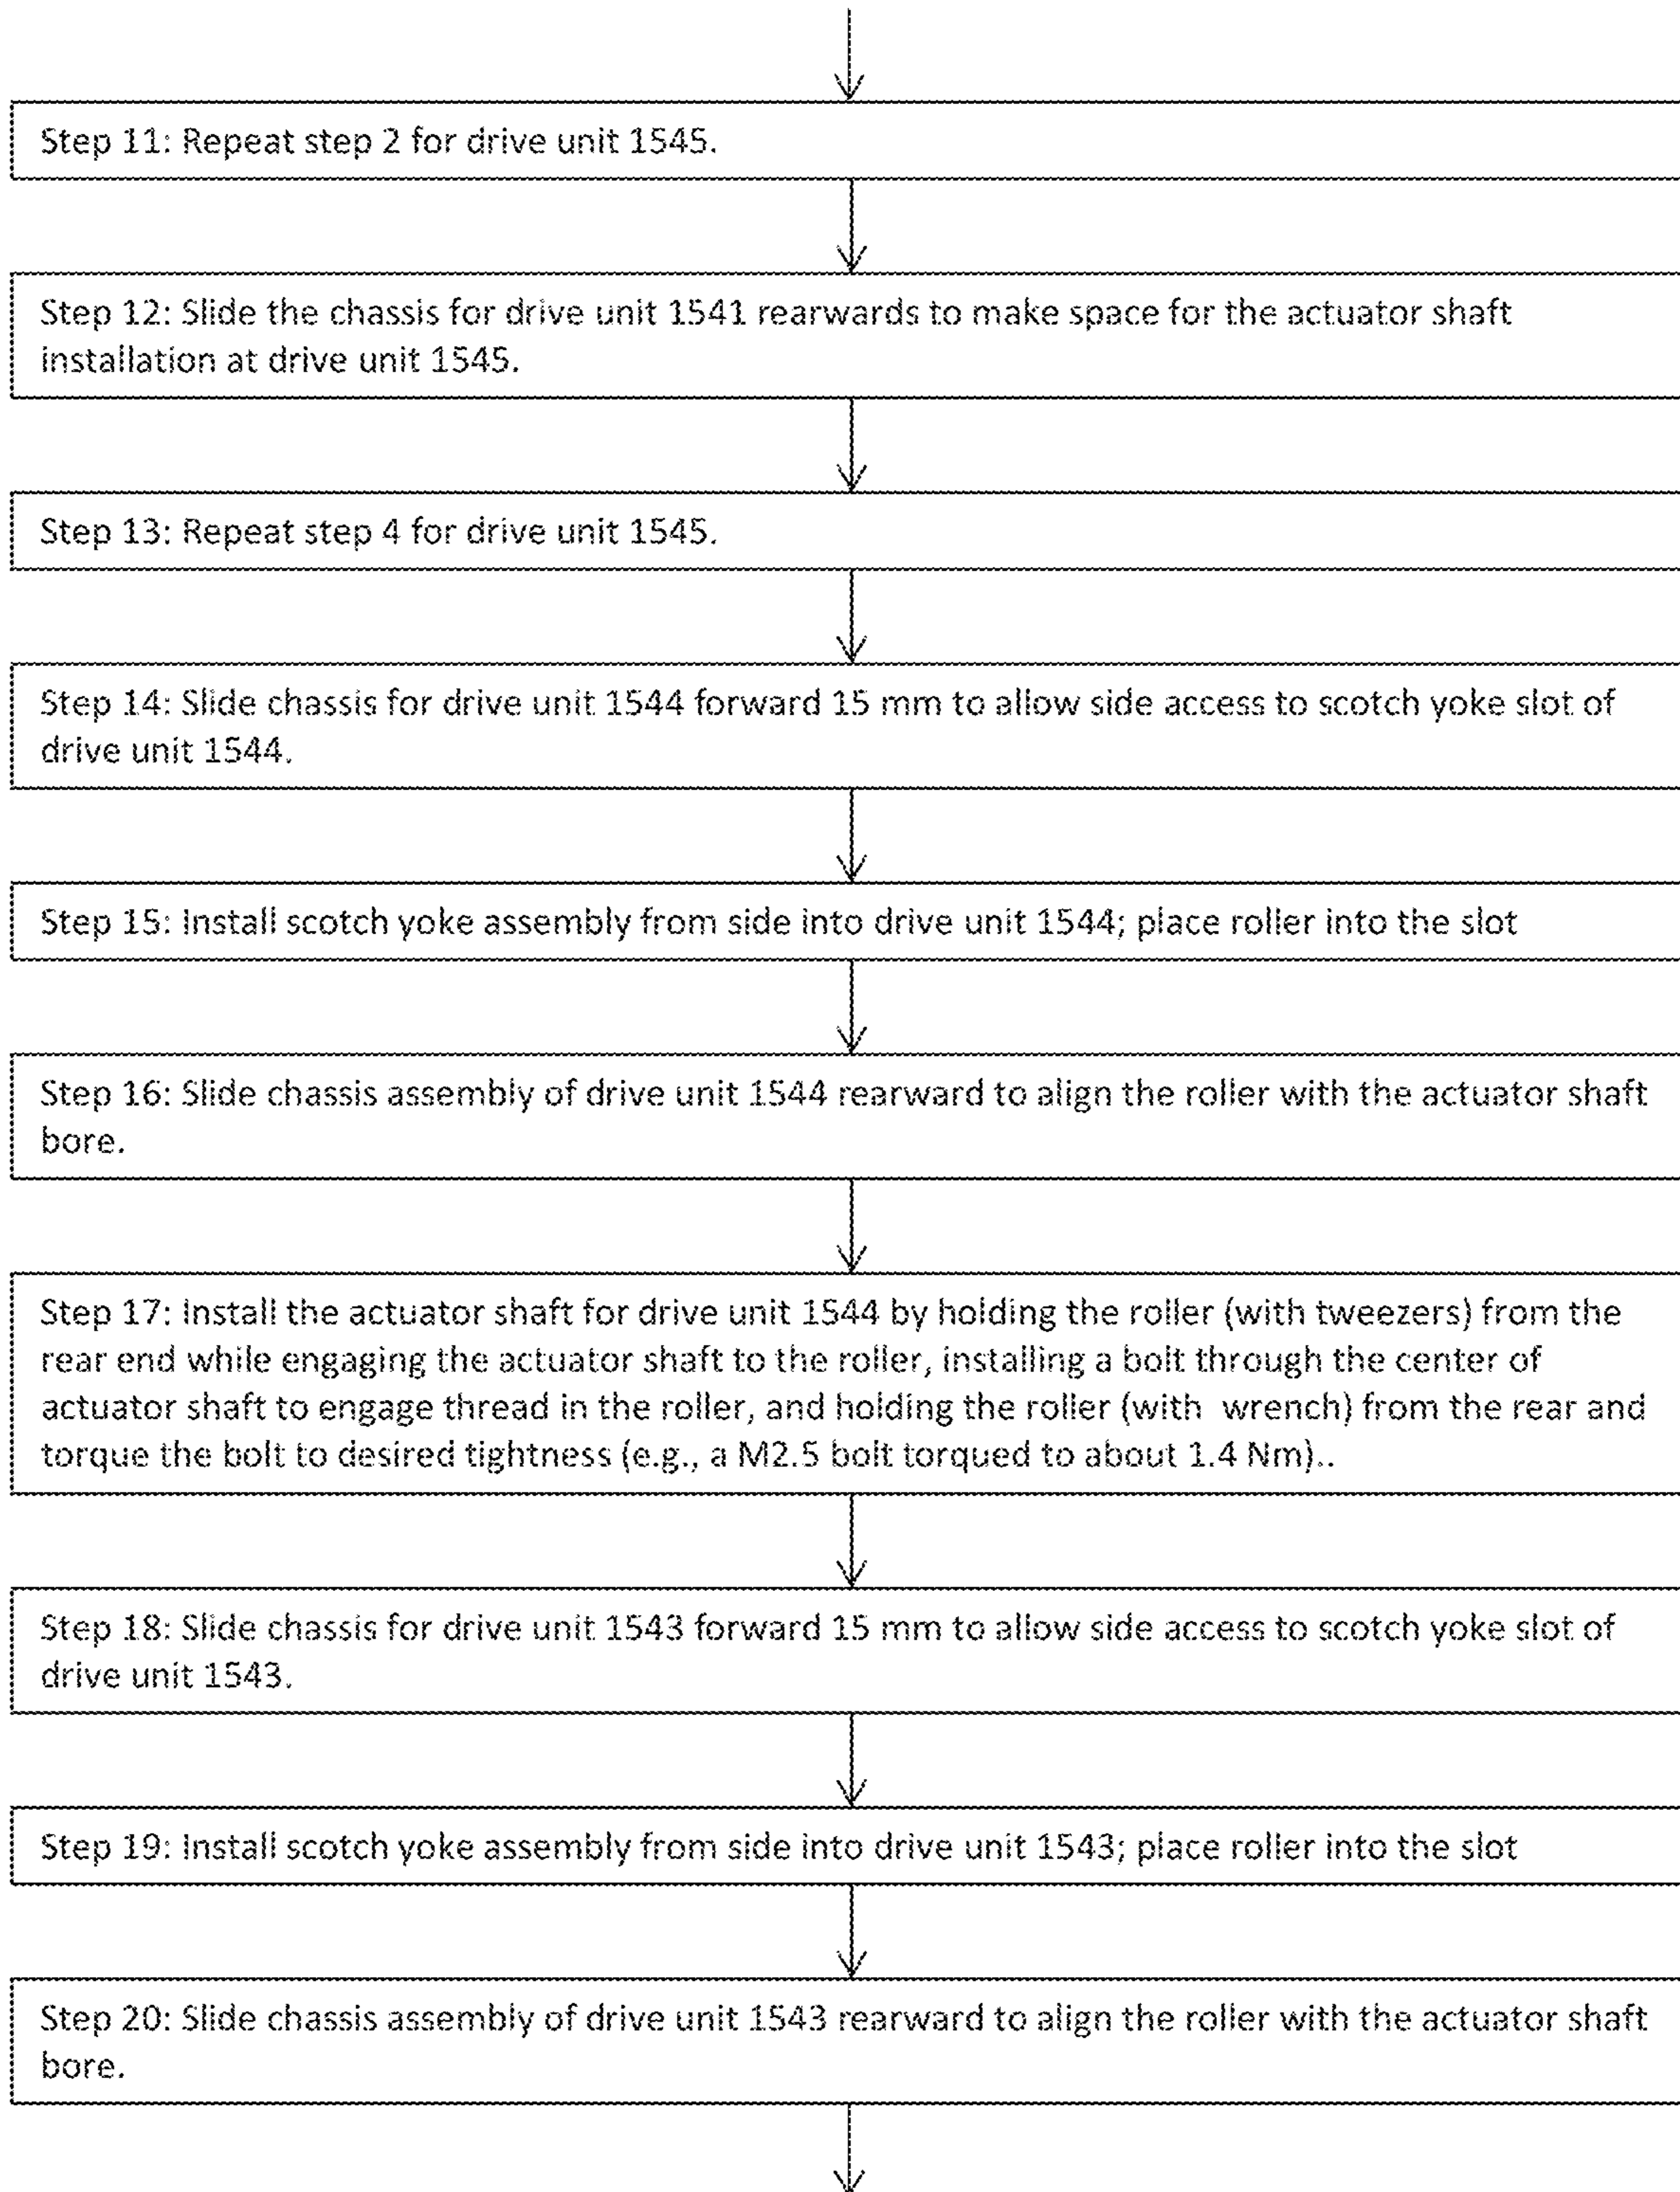 Step 11: Repeat step 2 for drive unit 1545.
Step 12: Slide the chassis for drive unit 1541 rearwards to make space for the actuator shaft
installation at drive unit 1545.
Step 13: Repeat step 4 for drive unit 1545.
Step 14: Slide chassis for drive unit 1544 forward 15 mm to allow side access to scotch yoke slot of
drive unit 1544.
Step 15: Install scotch yoke assembly from side into drive unit 1544; place roller into the slot
Step 16: Slide chassis assembly of drive unit 1544 rearward to align the roller with the actuator shaft
bore.
Step 17: Install the actuator shaft for drive unit 1544 by holding the roller (with tweezers) from the
rear end while engaging the actuator shaft to the roller, installing a bolt through the center of
actuator shaft to engage thread in the roller, and holding the roller (with  wrench) from the rear and
torque the bolt to desired tightness (e.g., a M2.5 bolt torqued to about 1.4 Nm)..
Step 18: Slide chassis for drive unit 1543 forward 15 mm to allow side access to scotch yoke slot of
drive unit 1543.
Step 19: Install scotch yoke assembly from side into drive unit 1543; place roller into the slot
Step 20: Slide chassis assembly of drive unit 1543 rearward to align the roller with the actuator shaft
bore.